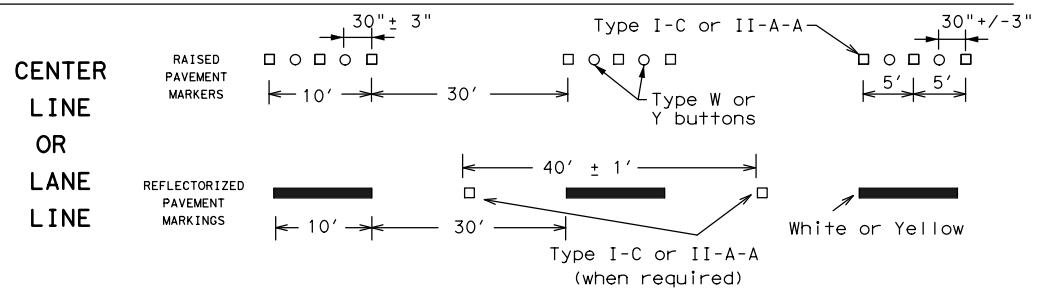 CENTER
LINE
OR
LANE
LINE
RAISED
PAVEMENT
MARKERS
30"± 3"
10'
30'
Type I-C or II-A-A
Type W or
Y buttons
30"+/-3"
5'
5'
REFLECTORIZED
PAVEMENT
MARKINGS
10'
30'
40' ± 1'
Type I-C or II-A-A
(when required)
White or Yellow